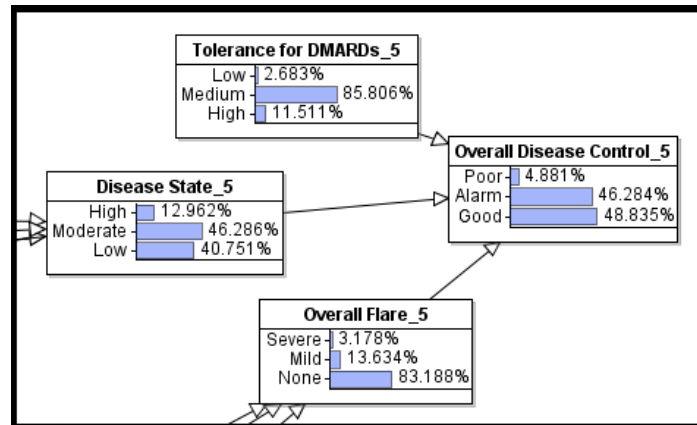 Tolerance for DMARDs_5
Low 2.683%
Medium 85.806%
High 11.511%
Overall Disease Control_5
Poor 4.881%
Alarm 46.284%
Good 48.835%
Disease State_5
High 12.962%
Moderate 46.286%
Low 40.751%
Overall Flare_5
Severe 3.178%
Mild 13.634%
None 83.188%